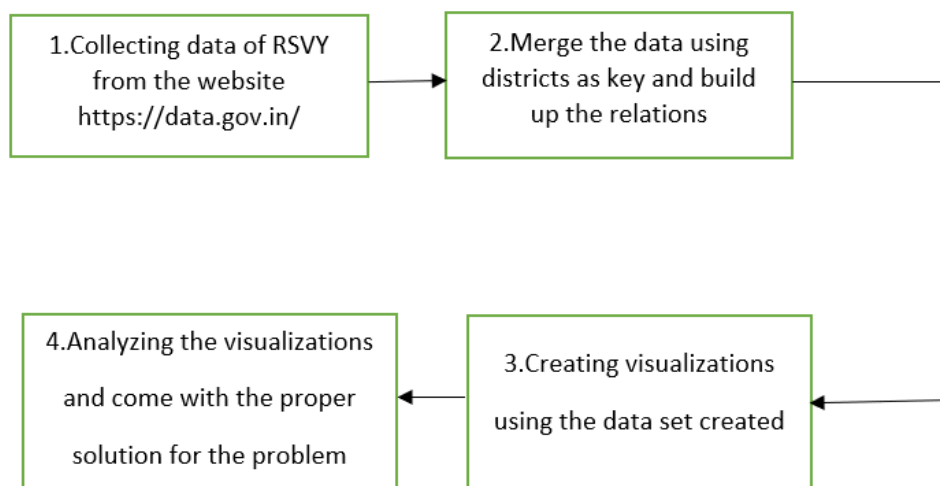 1.Collecting data of RSVY
from the website
https://data.gov.in/
2.Merge the data using
districts as key and build
up the relations
3.Creating visualizations
using the data set created
4.Analyzing the visualizations
and come with the proper
solution for the problem